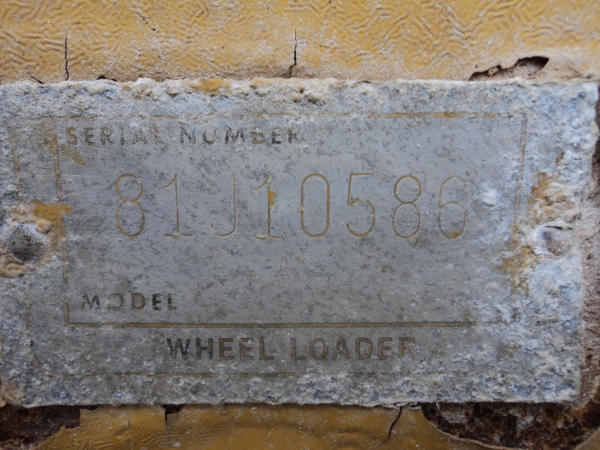 SERIAL NUMBER
81J10586
MODEL
WHEEL LOADER